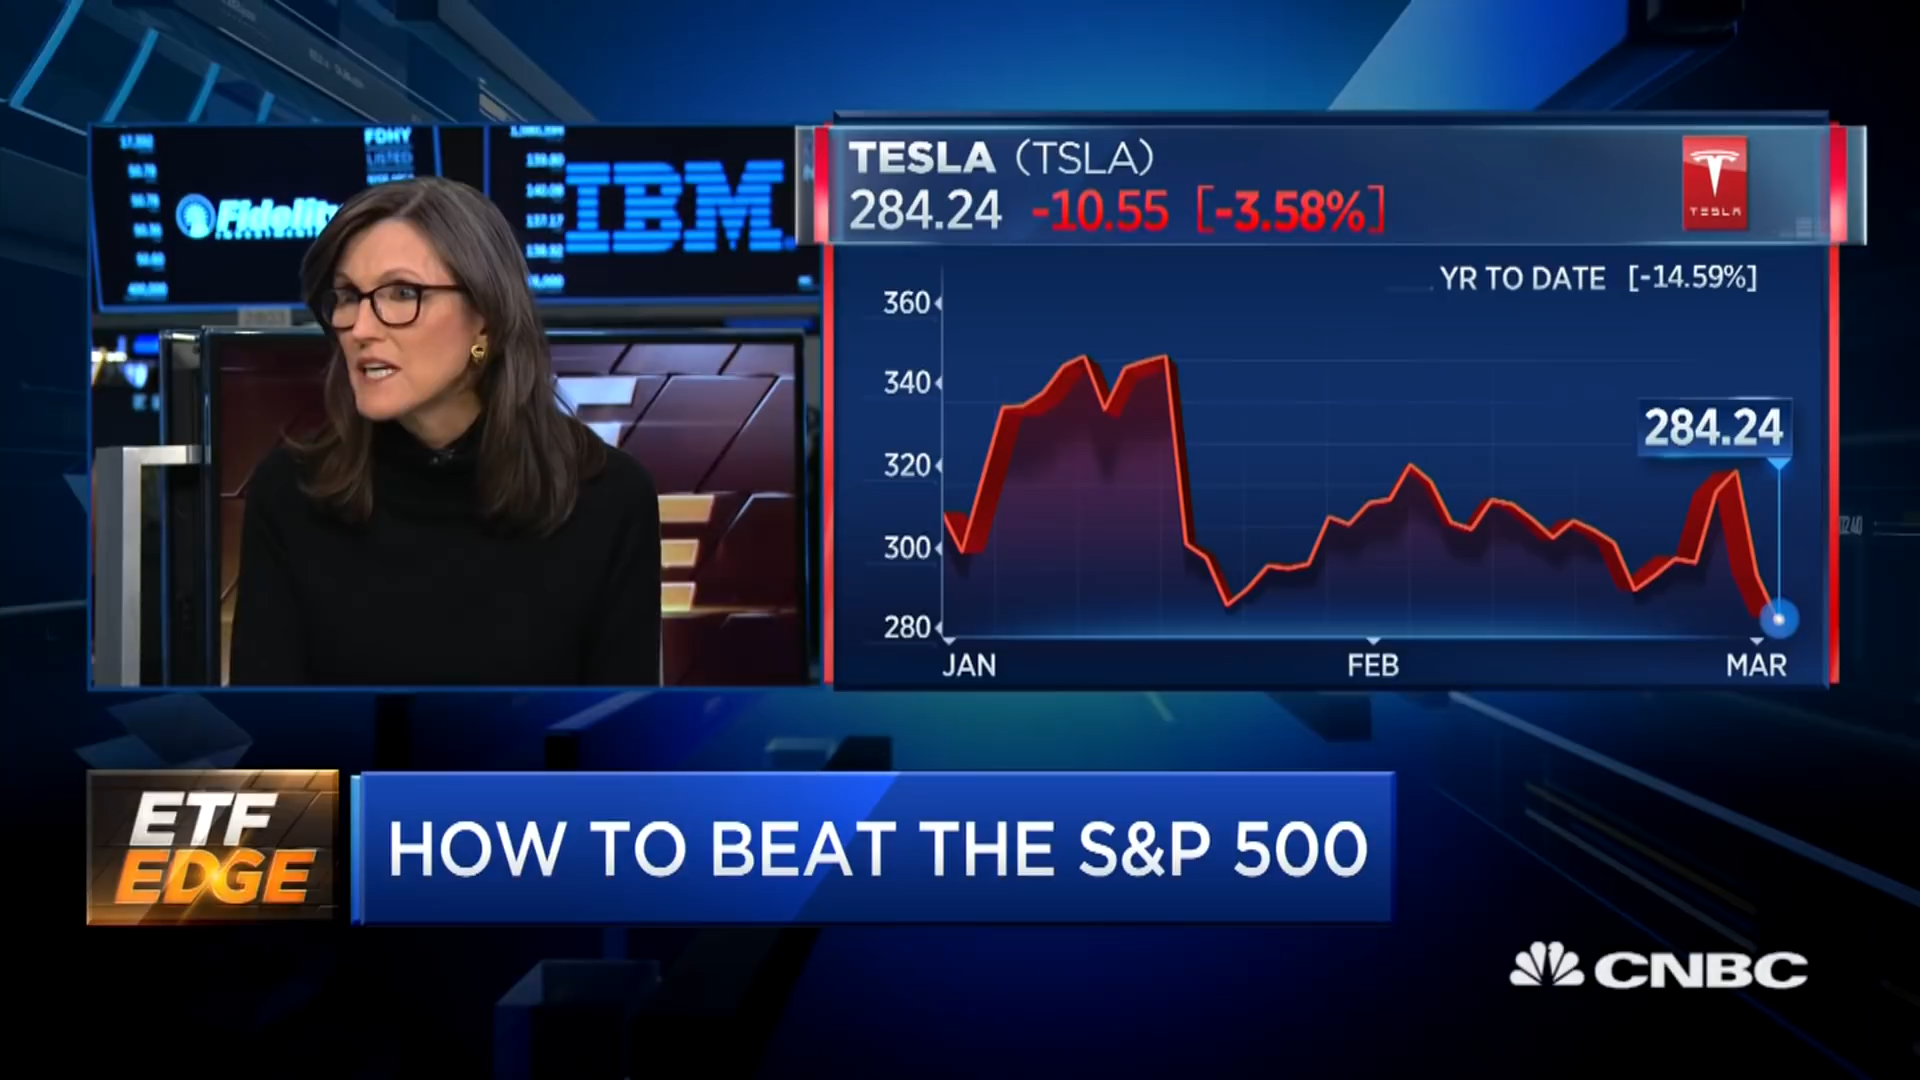 FDHY
LISTED
Fidelity
IBM
TESLA (TSLA)
284.24 -10.55 [-3.58%]
TESLA
YR TO DATE [-14.59%]
360
340
320
300
280
284.24
JAN FEB MAR
ETF
EDGE
HOW TO BEAT THE S&P 500
CNBC